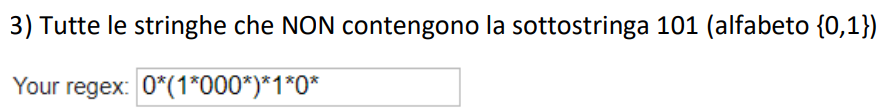 3) Tutte le stringhe che NON contengono la sottostringa 101 (alfabeto {0,1})
Your regex: 0*(1*000*)*1*0*